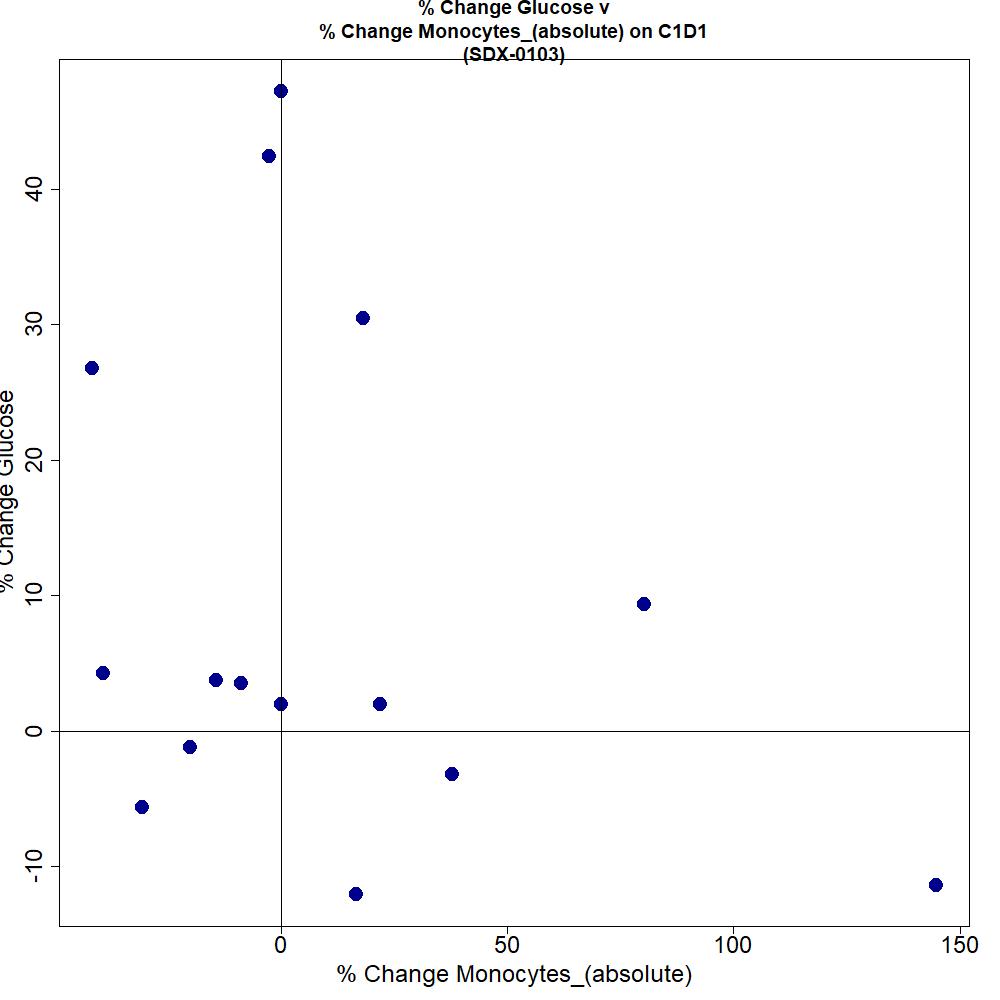 % Change Glucose v
% Change Monocytes_(absolute) on C1D1
(SDX-0103)
% Change Glucose
40
30
20
10
0
-10
0
50
100
150
% Change Monocytes_(absolute)